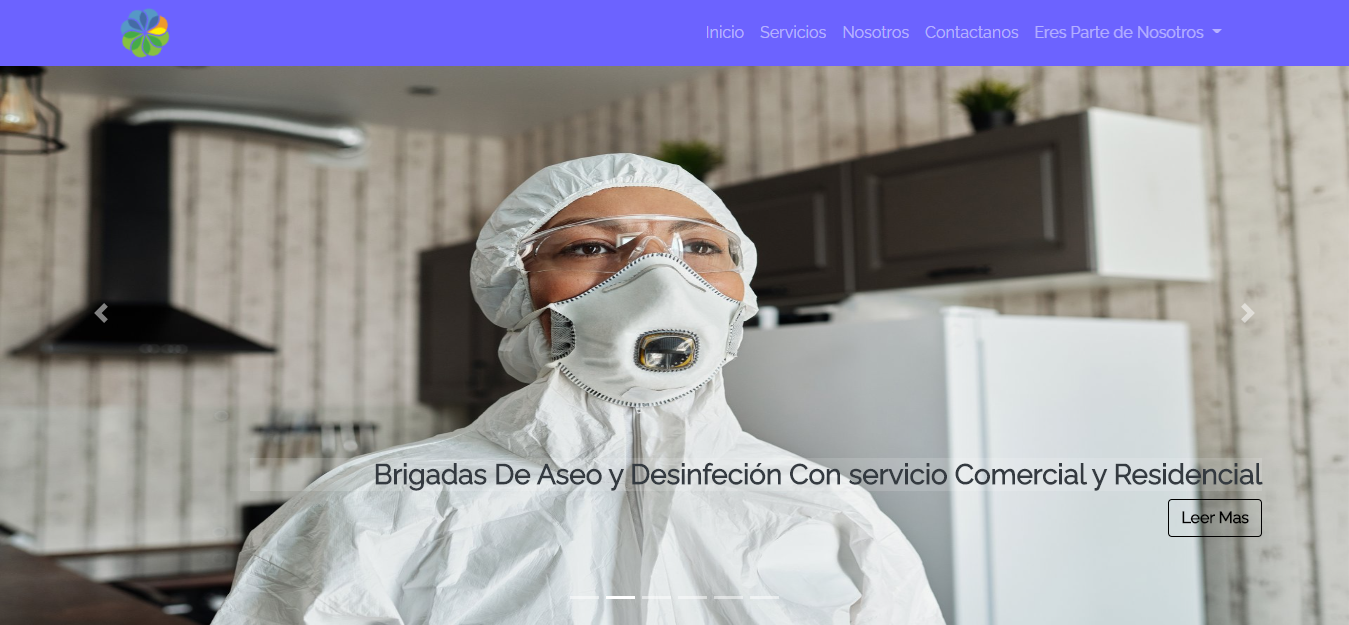 Inicio Servicios Nosotros Contactanos Eres Parte de Nosotros
Brigadas De Aseo y Desinfeción Con servicio Comercial y Residencial
Leer Mas